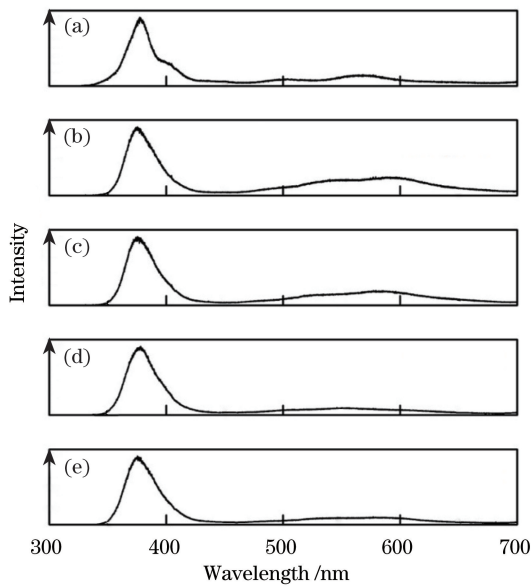 (a)
(b)
(c)
(d)
(e)
Intensity
300 400 500 600 700
Wavelength /nm